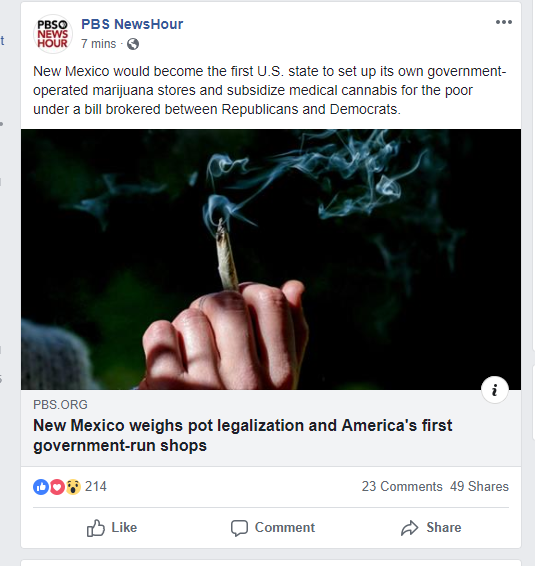 PBS
NEWS
HOUR
PBS NewsHour
7 mins ·
New Mexico would become the first U.S. state to set up its own government-
operated marijuana stores and subsidize medical cannabis for the poor
under a bill brokered between Republicans and Democrats.
i
PBS.ORG
New Mexico weighs pot legalization and America's first
government-run shops
214
23 Comments 49 Shares
Like Comment Share